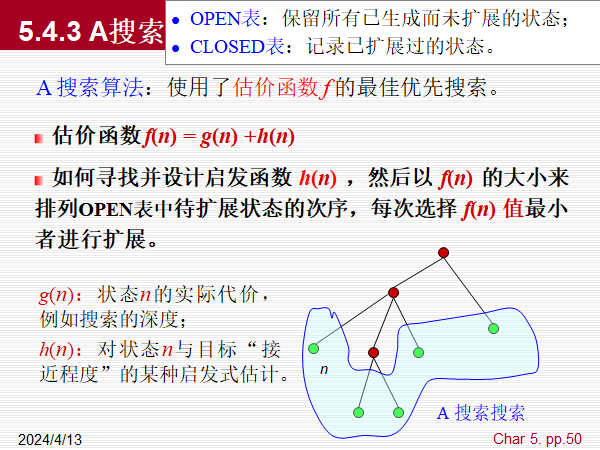 5.4.3 A搜索
● OPEN表：保留所有已生成而未扩展的状态；
● CLOSED表：记录已扩展过的状态。
A 搜索算法：使用了估价函数 f 的最佳优先搜索。
估价函数 f(n) = g(n) +h(n)
如何寻找并设计启发函数 h(n) ，然后以 f(n) 的大小来
排列OPEN表中待扩展状态的次序，每次选择 f(n) 值最小
者进行扩展。
g(n)：状态n的实际代价，
例如搜索的深度；
h(n)：对状态n与目标“接
近程度”的某种启发式估计。
n
A 搜索搜索
2024/4/13
Char 5. pp.50